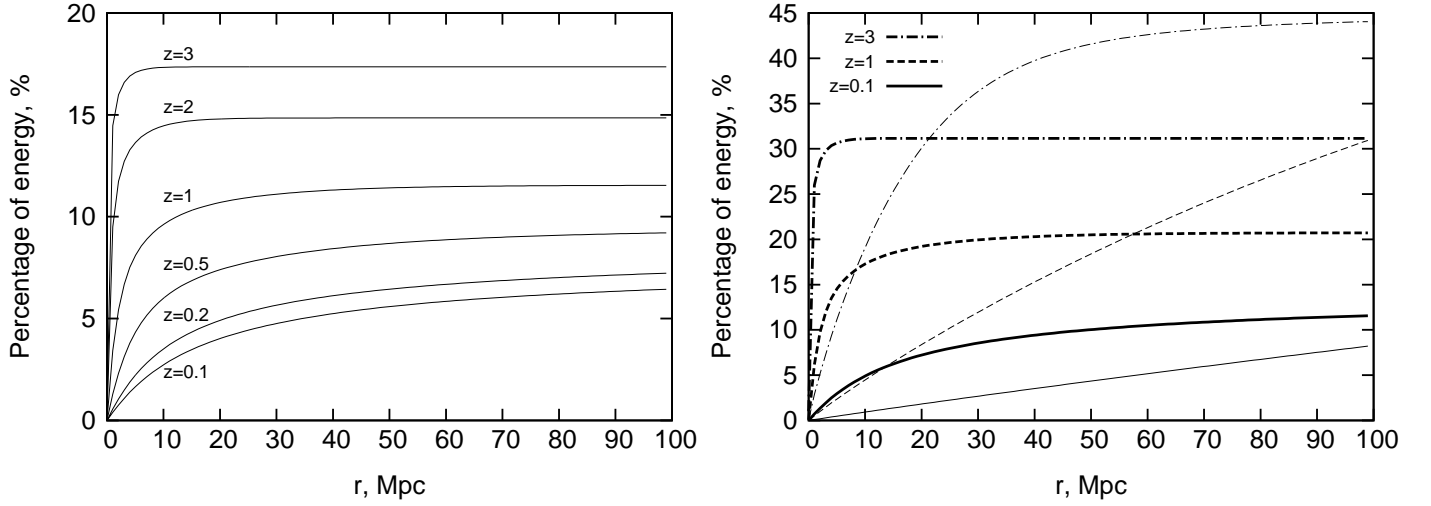 Percentage of energy, %
20
15
10
5
0
z=3
z=2
z=1
z=0.5
z=0.2
z=0.1
0 10 20 30 40 50 60 70 80 90 100
r, Mpc
Percentage of energy, %
45
40
35
30
25
20
15
10
5
0
z=3
z=1
z=0.1
0 10 20 30 40 50 60 70 80 90 100
r, Mpc